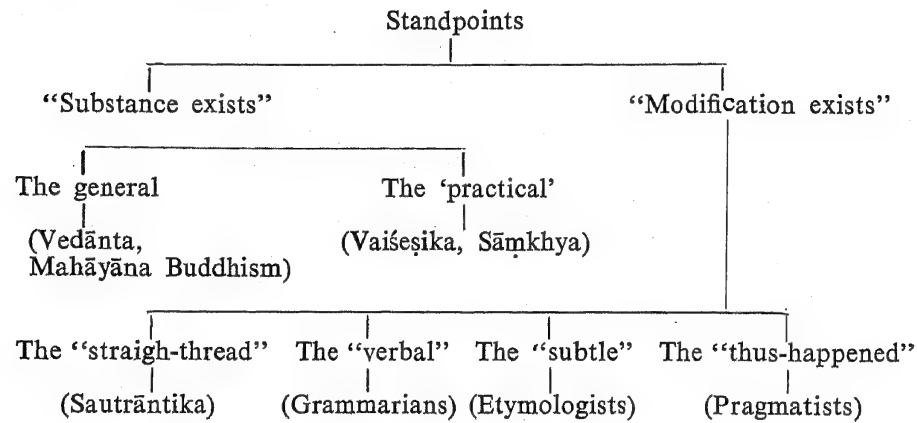 Standpoints
“Substance exists” “Modification exists”
The general The ‘practical’
(Vedānta, (Vaiśeṣika, Sāṃkhya)
Mahāyāna Buddhism)
The “straigh-thread” The “verbal” The “subtle” The “thus-happened”
(Sautrāntika) (Grammarians) (Etymologists) (Pragmatists)